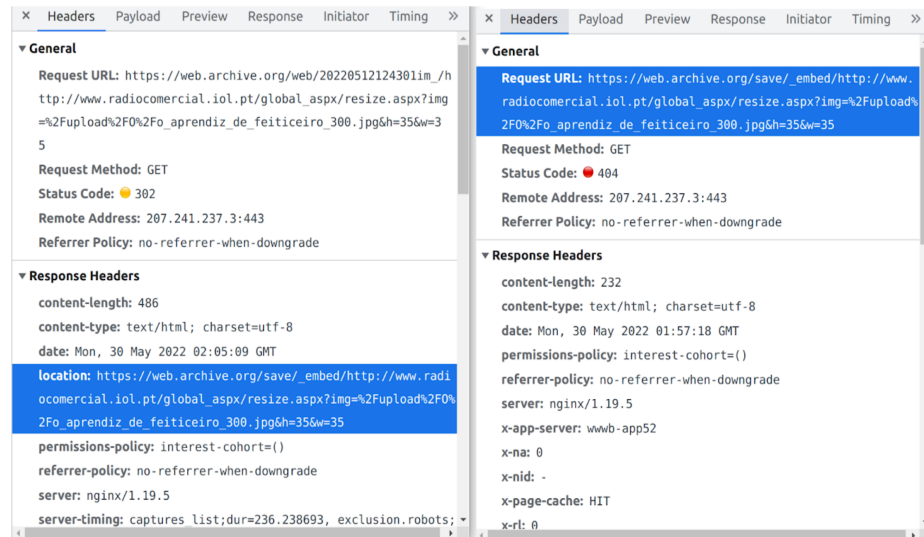 × Headers Payload Preview Response Initiator Timing »
▼ General
Request URL: https://web.archive.org/web/20220512124301im_/h
ttp://www.radiocomercial.iol.pt/global_aspx/resize.aspx?img
=%2Fupload%2FO%2Fo_aprendiz_de_feiticeiro_300.jpg&h=35&w=3
5
Request Method: GET
Status Code: 302
Remote Address: 207.241.237.3:443
Referrer Policy: no-referrer-when-downgrade
▼ Response Headers
content-length: 486
content-type: text/html; charset=utf-8
date: Mon, 30 May 2022 02:05:09 GMT
location: https://web.archive.org/save/_embed/http://www.radi
ocomercial.iol.pt/global_aspx/resize.aspx?img=%2Fupload%2FO%
2Fo_aprendiz_de_feiticeiro_300.jpg&h=35&w=35
permissions-policy: interest-cohort=()
referrer-policy: no-referrer-when-downgrade
server: nginx/1.19.5
server-timing: captures_list;dur=236.238693, exclusion.robots;
× Headers Payload Preview Response Initiator Timing »
▼ General
Request URL: https://web.archive.org/save/_embed/http://www.
radiocomercial.iol.pt/global_aspx/resize.aspx?img=%2Fupload%
2FO%2Fo_aprendiz_de_feiticeiro_300.jpg&h=35&w=35
Request Method: GET
Status Code: 404
Remote Address: 207.241.237.3:443
Referrer Policy: no-referrer-when-downgrade
▼ Response Headers
content-length: 232
content-type: text/html; charset=utf-8
date: Mon, 30 May 2022 01:57:18 GMT
permissions-policy: interest-cohort=()
referrer-policy: no-referrer-when-downgrade
server: nginx/1.19.5
x-app-server: wwwb-app52
x-na: 0
x-nid: -
x-page-cache: HIT
x-rl: 0